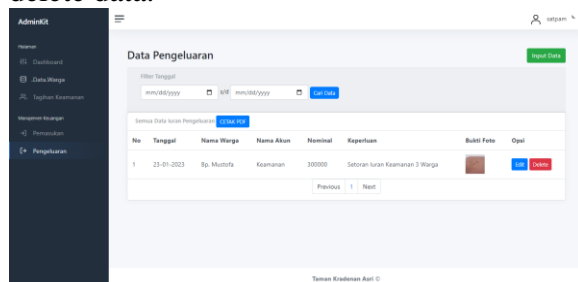 AdminKit
satpam
Halaman
Dashboard
Data Warga
Tagihan Keamanan
Manajemen Keuangan
Pemasukan
Pengeluaran
Data Pengeluaran
Input Data
Filter Tanggal
mm/dd/yyyy s/d mm/dd/yyyy Cari Data
Semua Data Iuran Pengeluaran CETAK PDF
No Tanggal Nama Warga Nama Akun Nominal Keperluan Bukti Foto Opsi
1 23-01-2023 Bp. Mustofa Keamanan 300000 Setoran Iuran Keamanan 3 Warga Edit Delete
Previous 1 Next
Taman Kradenan Asri ©